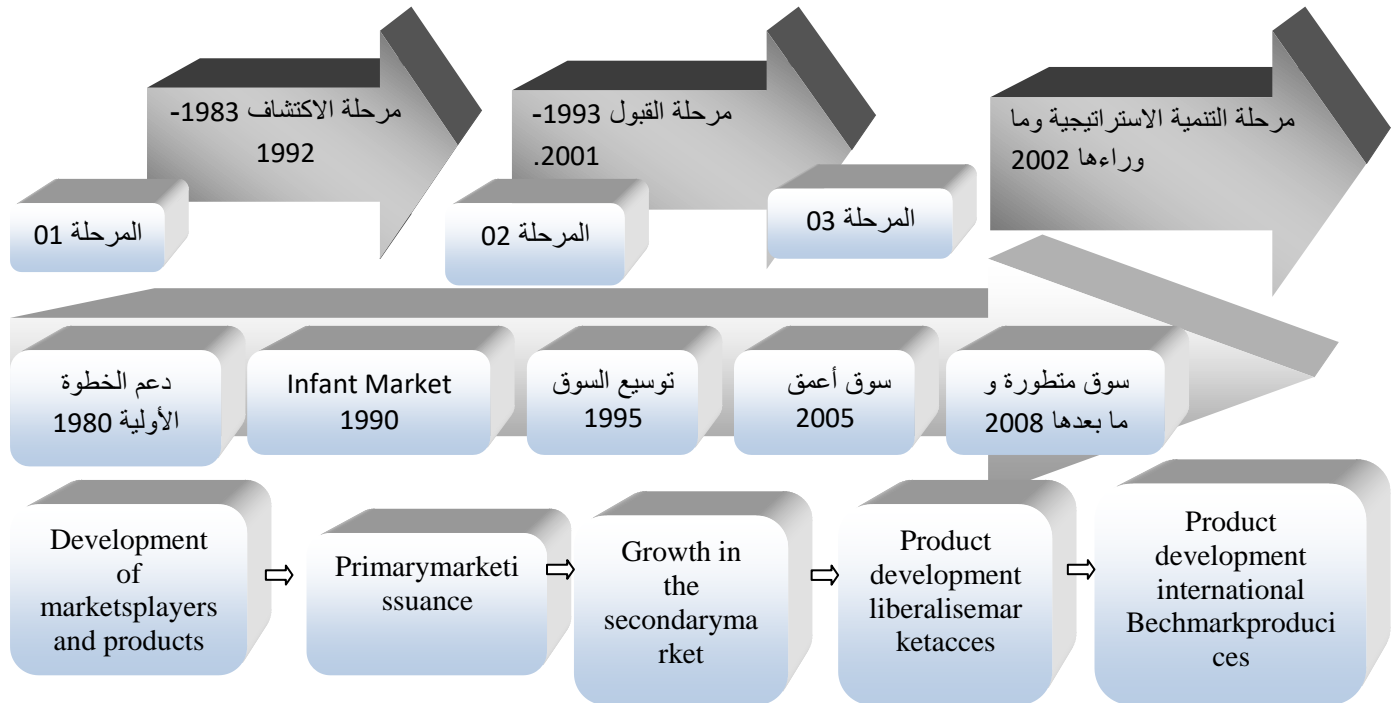 مرحلة الاكتشاف 1983-
1992
مرحلة القبول 1993-
2001.
مرحلة التنمية الاستراتيجية وما
وراءها 2002
المرحلة 01
المرحلة 02
المرحلة 03
دعم الخطوة
الأولية 1980
Infant Market
1990
توسيع السوق
1995
سوق أعمق
2005
سوق متطورة و
ما بعدها 2008
Development
of
marketsplayers
and products
Primarymarketi
ssuance
Growth in
the
secondaryma
rket
Product
development
liberalisemar
ketacces
Product
development
international
Bechmarkproduci
ces